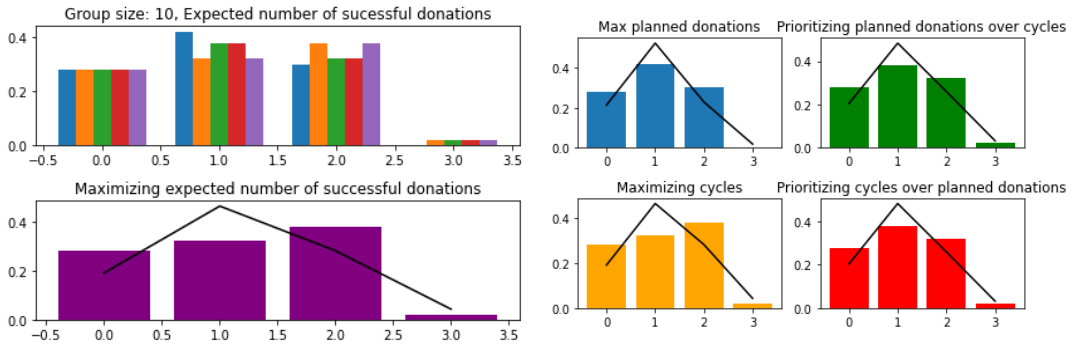 Group size: 10, Expected number of sucessful donations
0.4
0.2
0.0
−0.5 0.0 0.5 1.0 1.5 2.0 2.5 3.0 3.5
Maximizing expected number of successful donations
0.4
0.2
0.0
−0.5 0.0 0.5 1.0 1.5 2.0 2.5 3.0 3.5
Max planned donations
0.4
0.2
0.0
0 1 2 3
Prioritizing planned donations over cycles
0.4
0.2
0.0
0 1 2 3
Maximizing cycles
0.4
0.2
0.0
0 1 2 3
Prioritizing cycles over planned donations
0.4
0.2
0.0
0 1 2 3